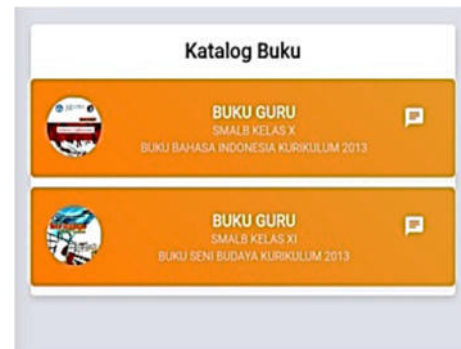 Katalog Buku
BUKU GURU
SMALB KELAS X
BUKU BAHASA INDONESIA KURIKULUM 2013
BUKU GURU
SMALB KELAS XI
BUKU SENI BUDAYA KURIKULUM 2013